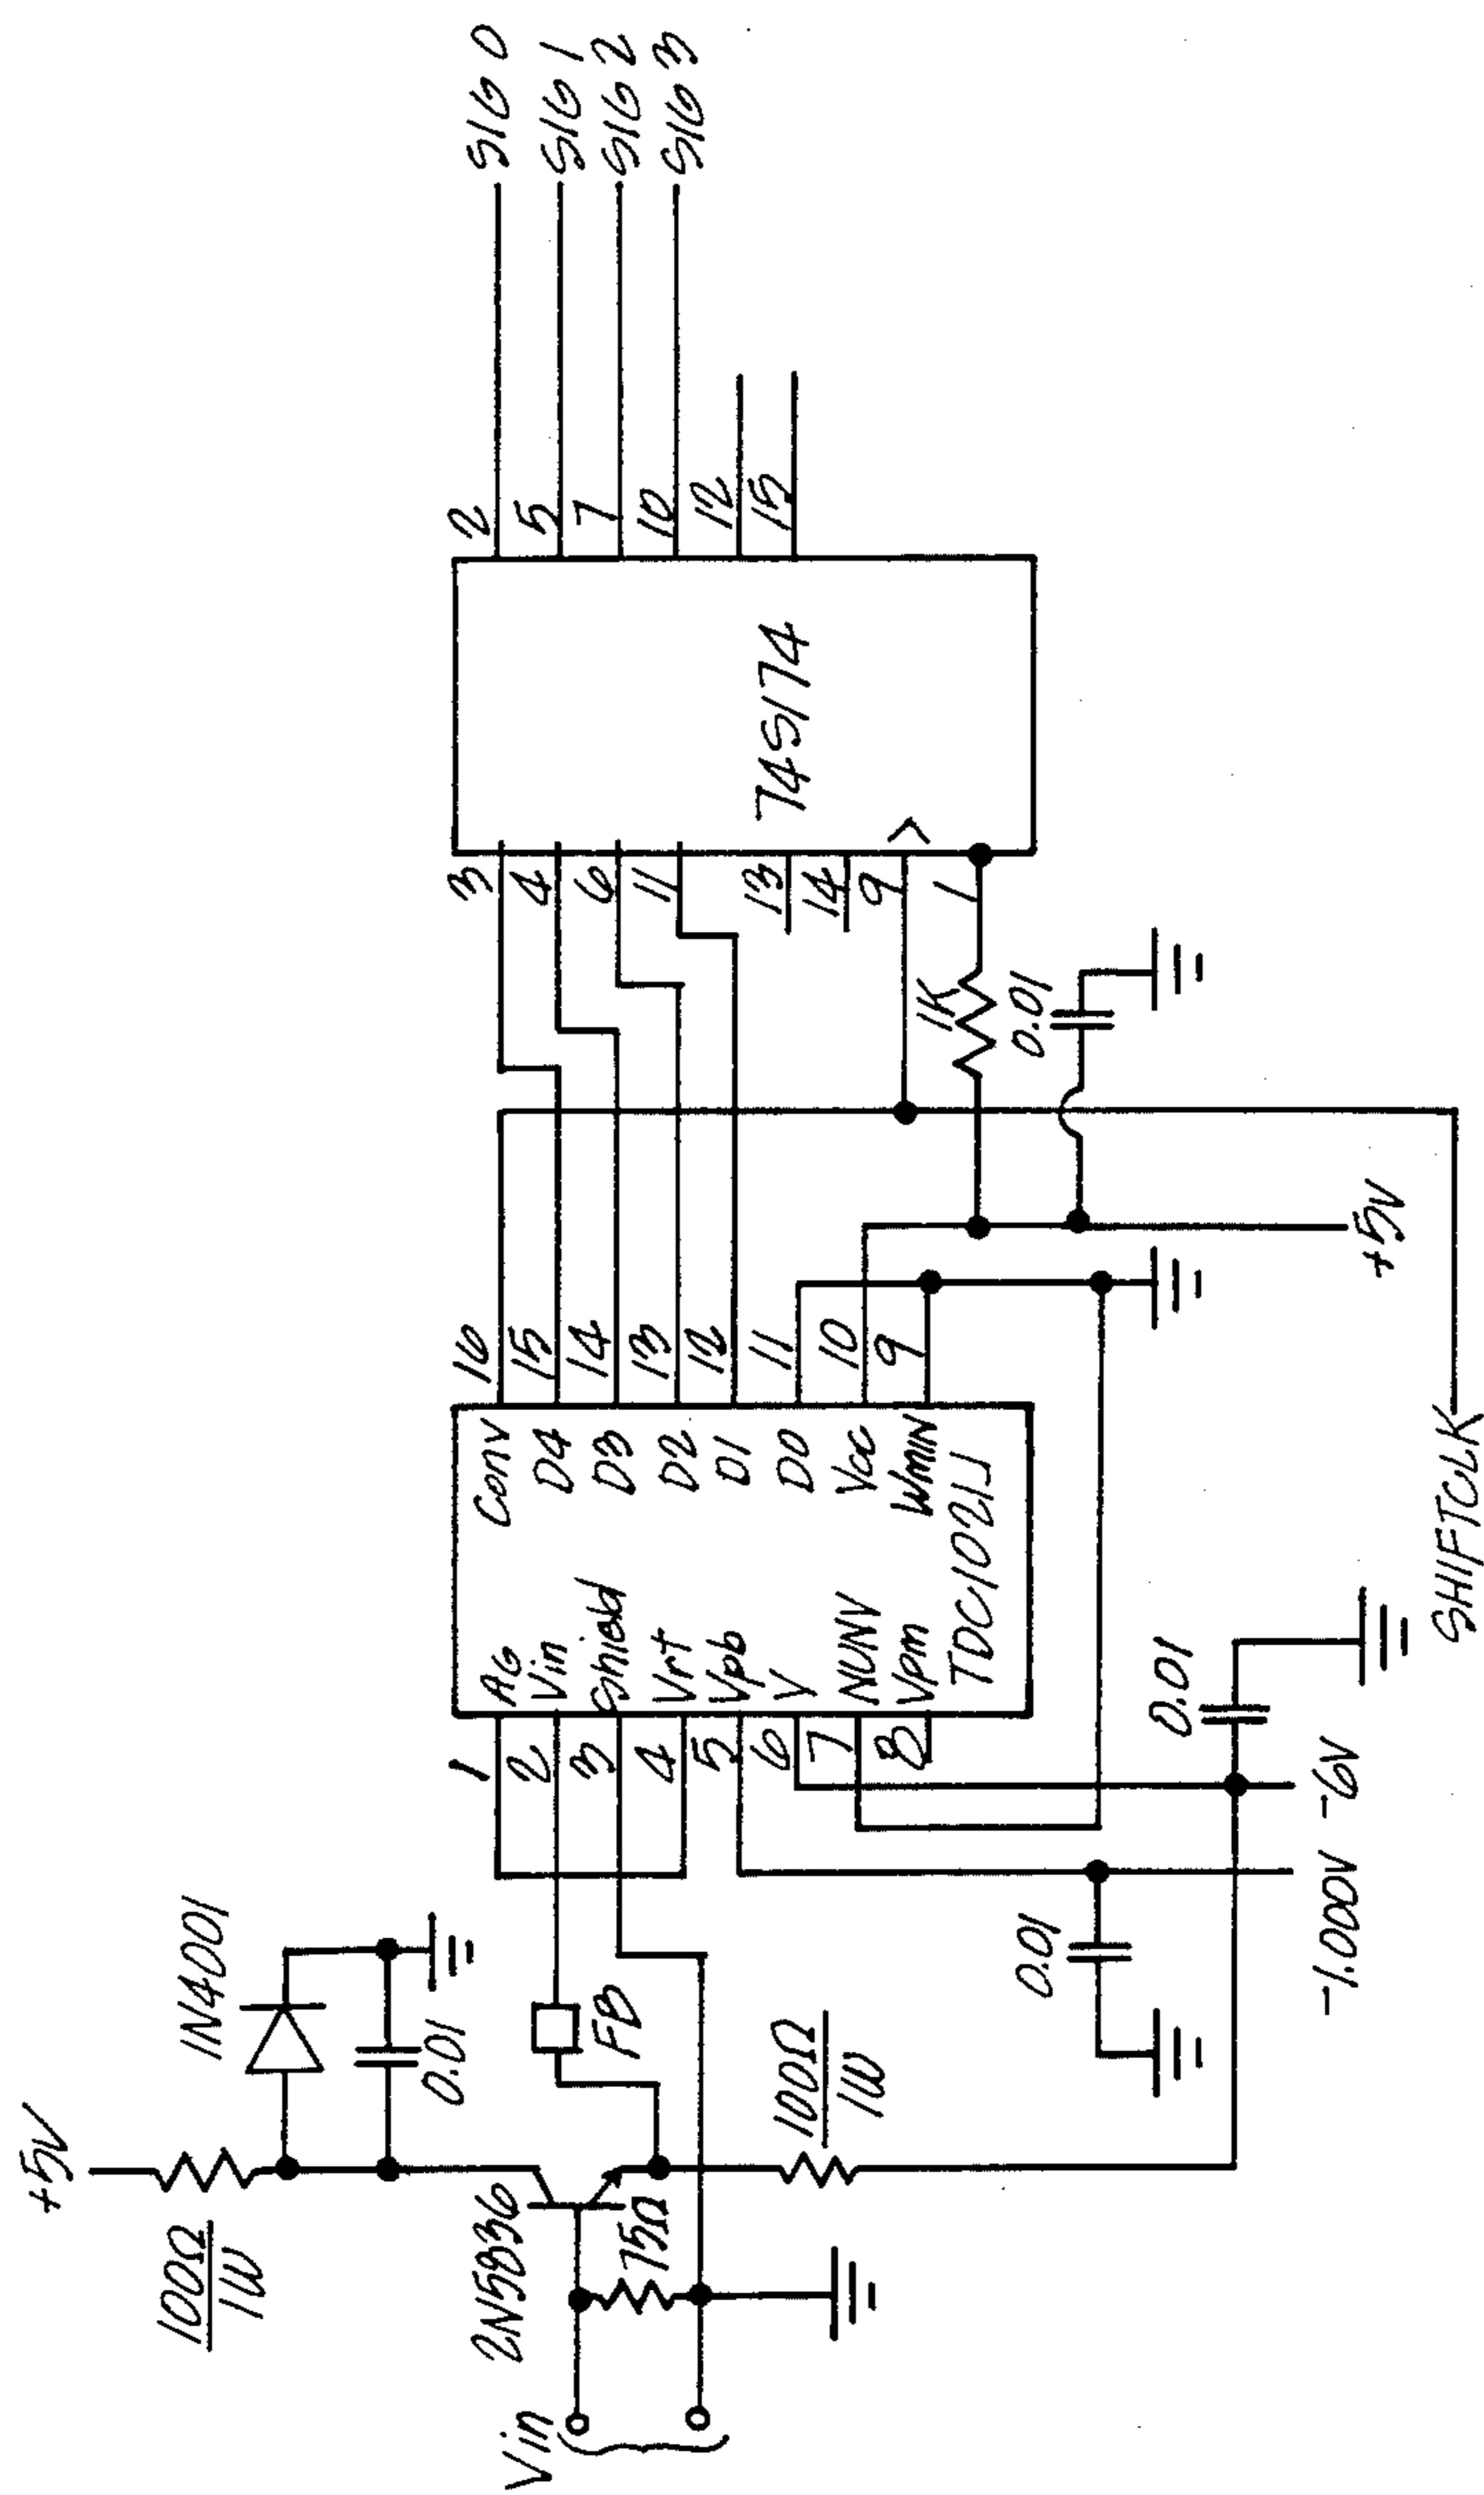 +5V
100Ω
1W
1N4001
0.01
2N5836
Vin
75Ω
FB
100Ω
1W
0.01
-1.000V
-6V
0.01
1
2
3
4
5
6
7
8
AG
Vin
Shield
Vrt
Vpb
V
NUNV
Vpm
TDC1021J
Conv
D4
D3
D2
D1
D0
Vcc
16
15
14
13
12
11
10
9
+5V
SHIFTCLK
1K
0.01
3
4
6
11
13
14
9
1
74S174
2
5
7
10
12
15
SIG 0
SIG 1
SIG 2
SIG 3